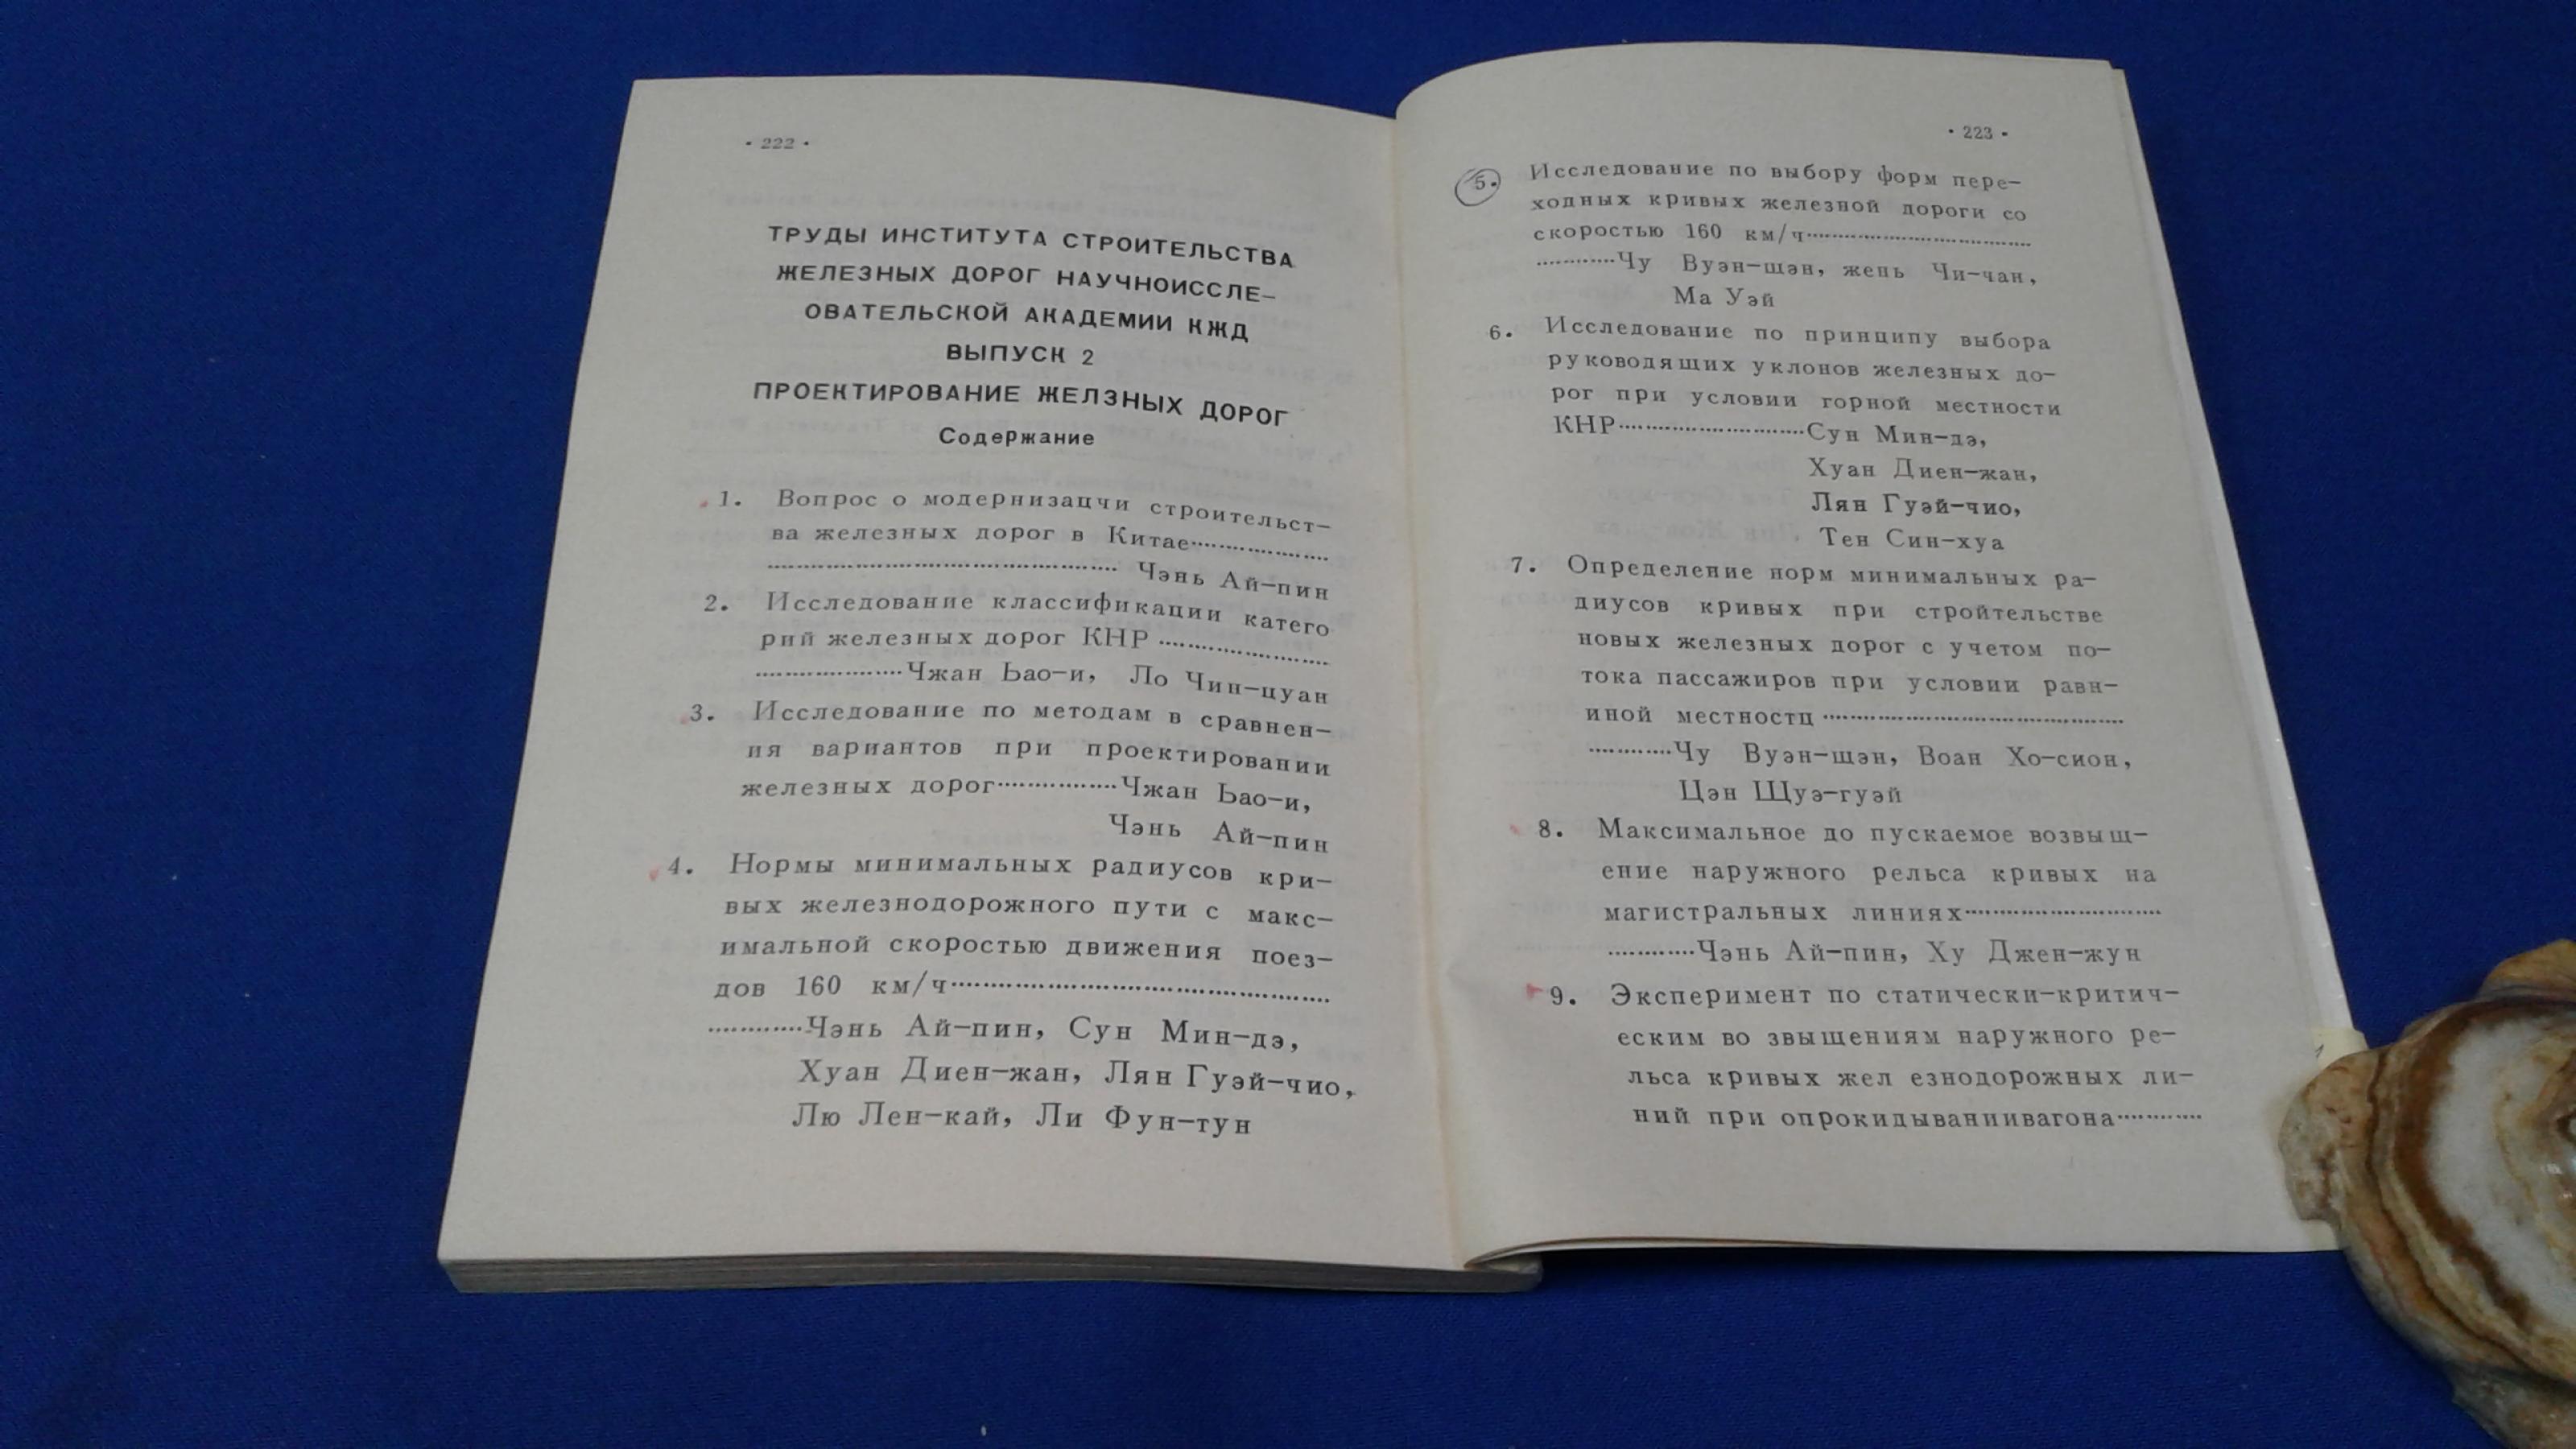 • 222 •
ТРУДЫ ИНСТИТУТА СТРОИТЕЛЬСТВА
ЖЕЛЕЗНЫХ ДОРОГ НАУЧНОИССЛЕ–
ОВАТЕЛЬСКОЙ АКАДЕМИИ КЖД
ВЫПУСК 2
ПРОЕКТИРОВАНИЕ ЖЕЛЗНЫХ ДОРОГ
Содержание
1. Вопрос о модернизацчи строительст–
ва железных дорог в Китае··················
······································ Чэнь Ай–пин
2. Исследование классификации катего
рий железных дорог КНР ··················
··················Чжан Ьао–и, Ло Чин–цуан
3. Исследование по методам в сравнен–
ия вариантов при проектировании
железных дорог···············Чжан Ьао–и,
Чэнь Ай–пин
4. Нормы минимальных радиусов кри–
вых железнодорожного пути с макс–
имальной скоростью движения поез–
дов 160 км/ч······································
············Чэнь Ай–пин, Сун Мин–дэ,
Хуан Диен–жан, Лян Гуэй–чио,
Лю Лен–кай, Ли Фун–тун
• 223 •
5. Исследование по выбору форм пере–
ходных кривых железной дороги со
скоростью 160 км/ч························
············Чу Вуэн–шэн, жень Чи–чан,
Ма Уэй
6. Исследование по принципу выбора
руководящих уклонов железных до–
рог при условии горной местности
КНР························Сун Мин–дэ,
Хуан Диен–жан,
Лян Гуэй–чио,
Тен Син–хуа
7. Определение норм минимальных ра–
диусов кривых при стройтельстве
новых железных дорог с учетом по–
тока пассажиров при условии равн–
иной местностц ································
············Чу Вуэн–шэн, Воан Хо–сион,
Цэн Щуэ–гуэй
8. Максимальное до пускаемое возвыш–
ение наружного рельса кривых на
магистральных линиях······················
············Чэнь Ай–пин, Ху Джен–жун
9. Эксперимент по статически–критич–
еским во звышениям наружного ре–
льса кривых жел езнодорожных ли–
ний при опрокидываниивагона···········